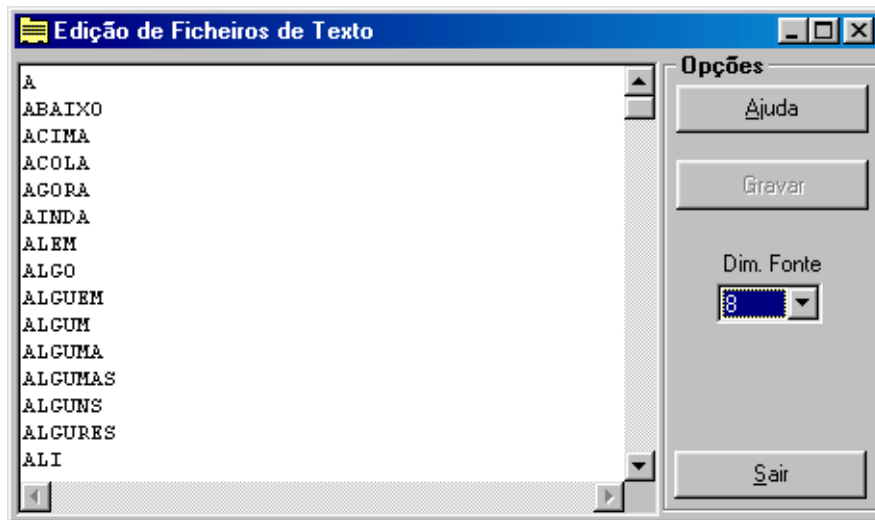 Edição de Ficheiros de Texto
A
ABAIXO
ACIMA
ACOLA
AGORA
AINDA
ALEM
ALGO
ALGUEM
ALGUM
ALGUMA
ALGUMAS
ALGUNS
ALGURES
ALI
Opções
Ajuda
Gravar
Dim. Fonte
8
Sair